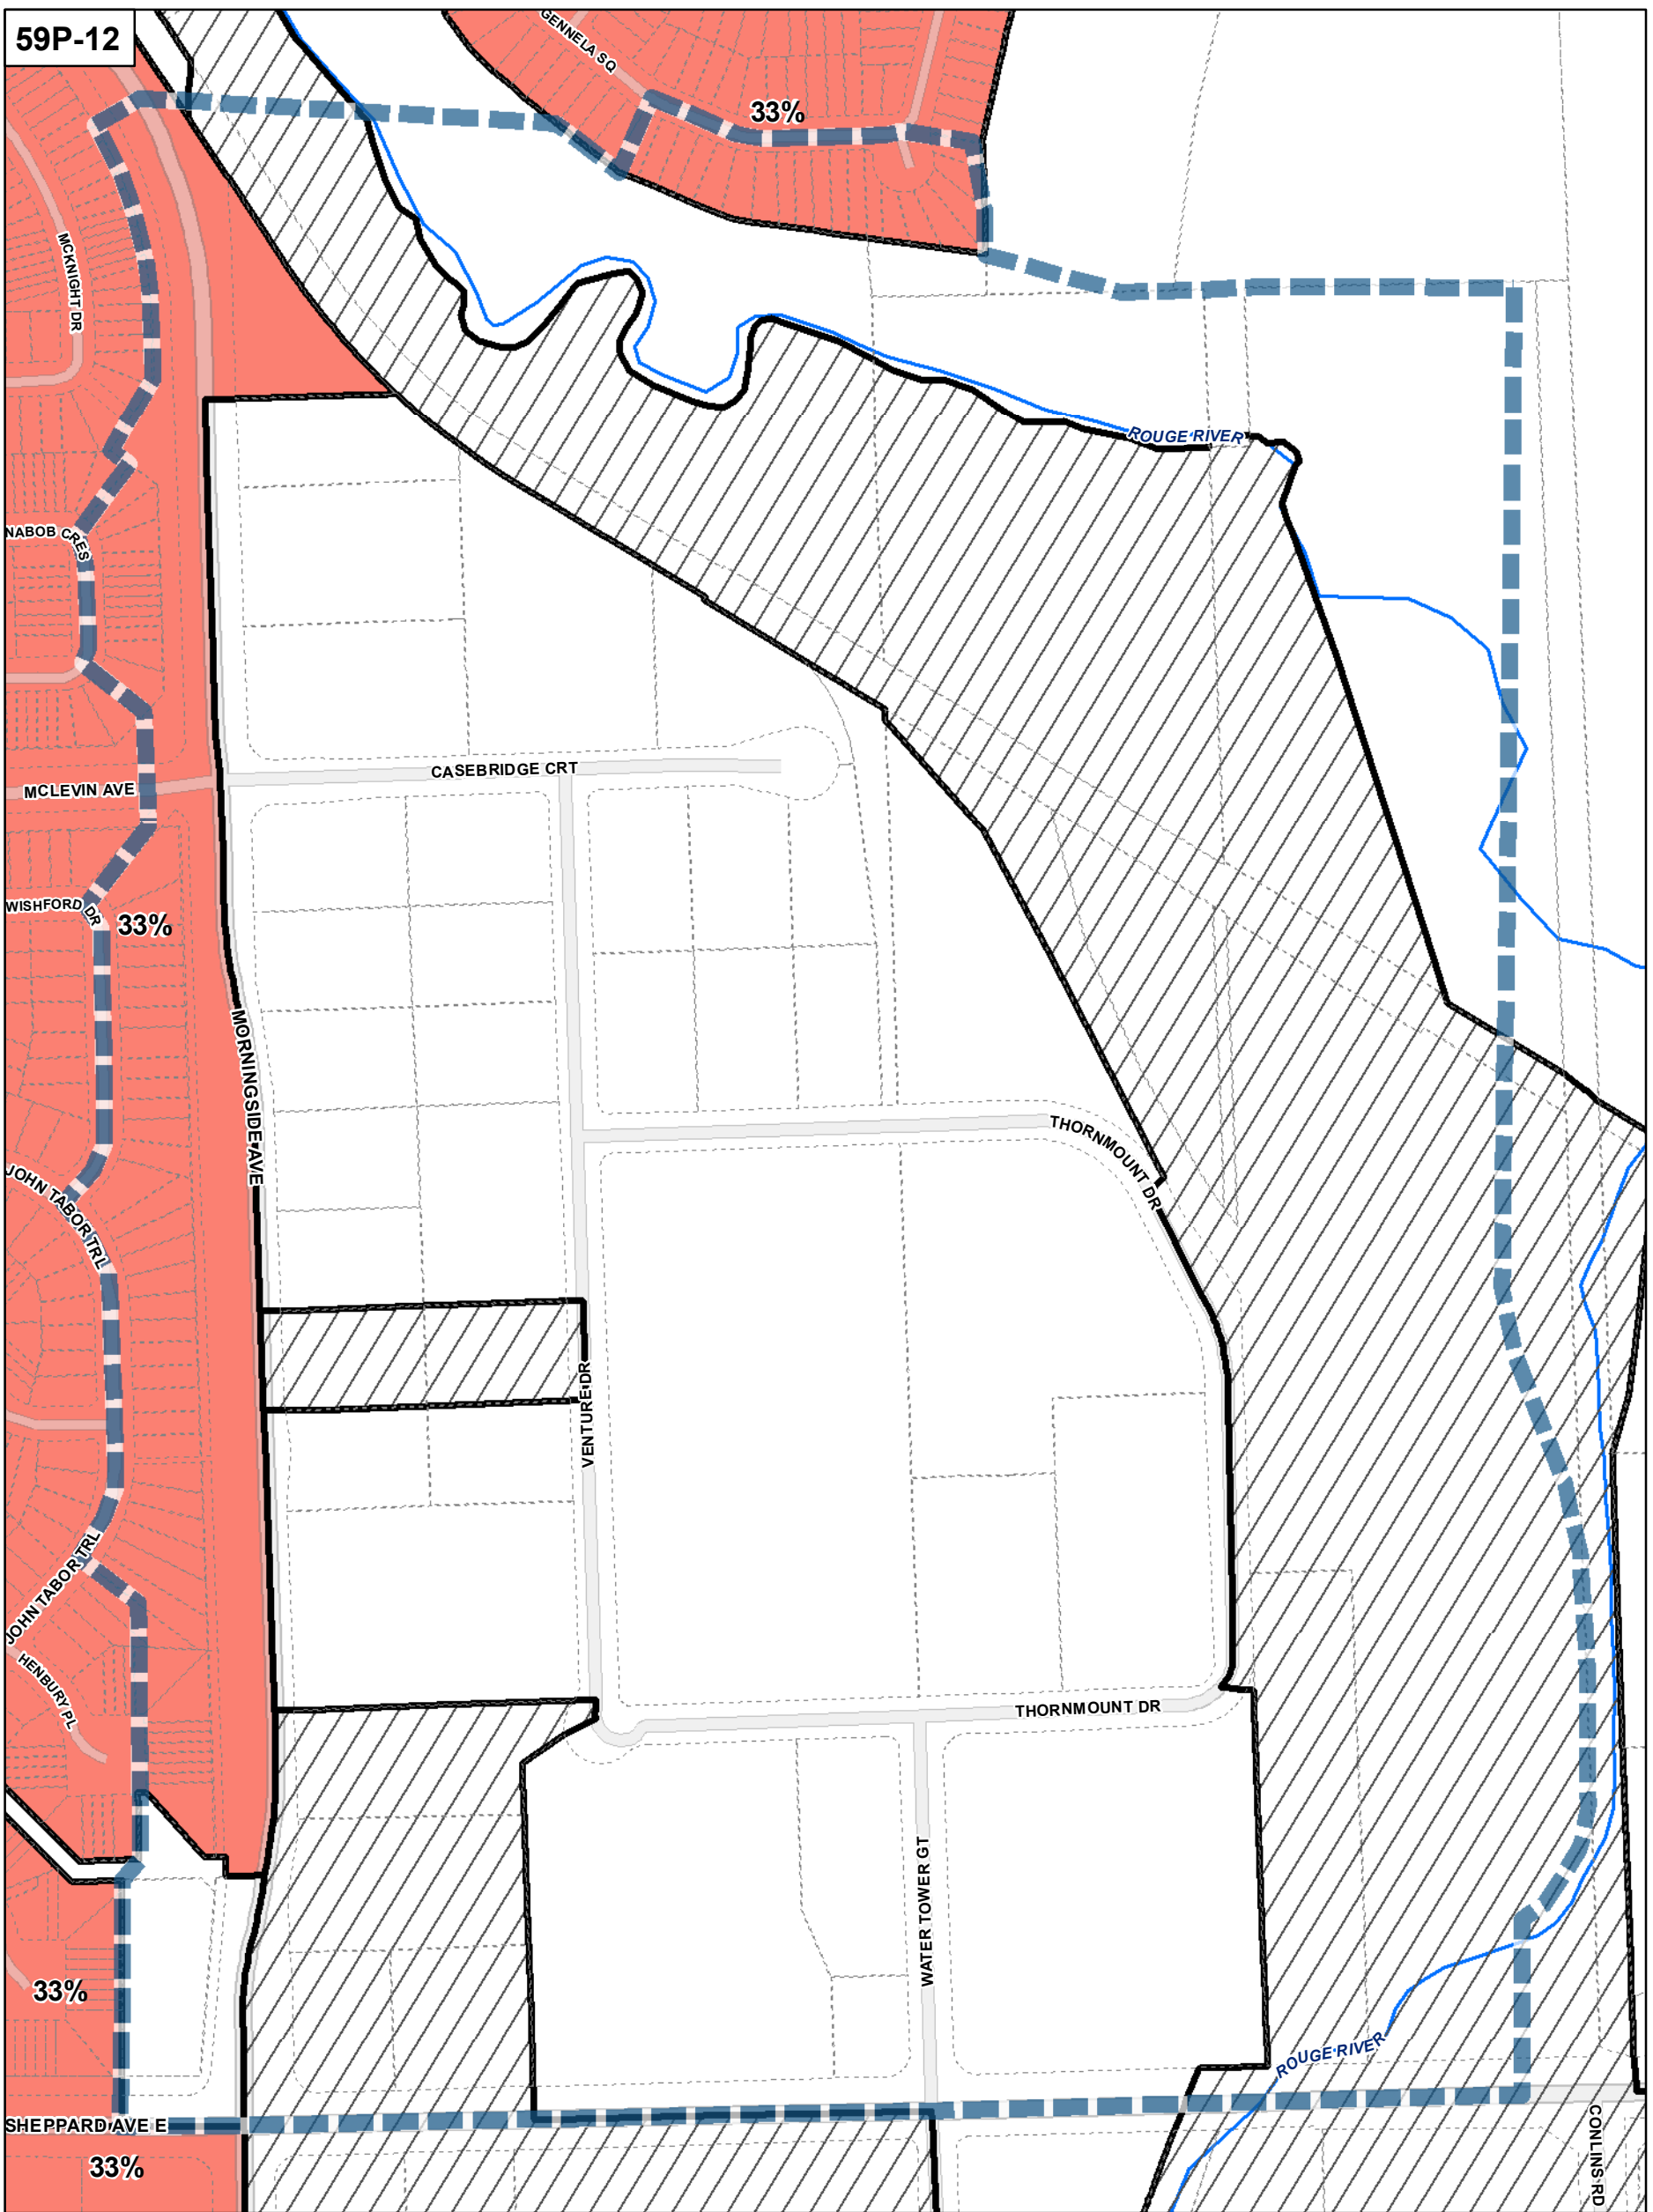 59P-12
GENNELA SQ
33%
MCKNIGHT DR
ROUGE RIVER
NABOB CRES
CASEBRIDGE CRT
MCLEVIN AVE
WISHFORD DR
33%
MORNINGSIDE AVE
THORNMOUNT DR
JOHN TABOR TRL
VENTURE DR
JOHN TABOR TRL
HENBURY PL
THORNMOUNT DR
WATER TOWER GT
33%
ROUGE RIVER
SHEPPARD AVE E
33%
CONLINS RD